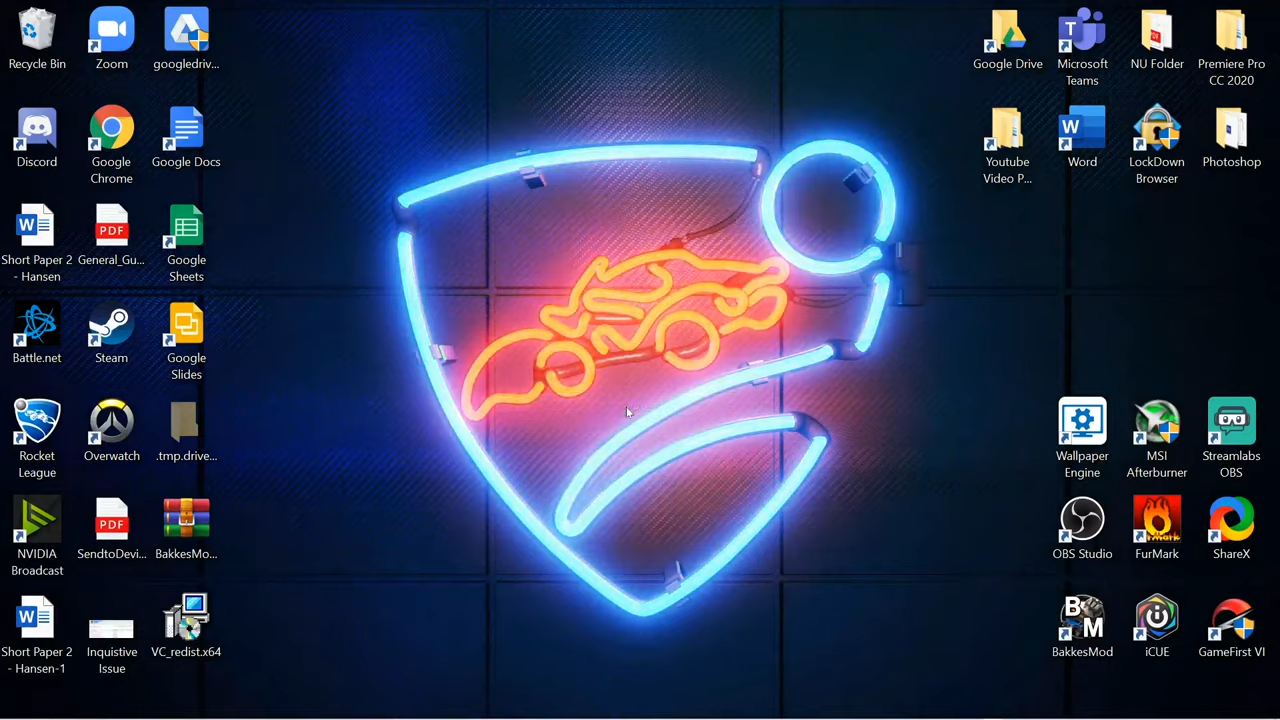 Recycle Bin
Zoom
googledriv...
Google Drive
Microsoft
Teams
NU Folder
Premiere Pro
CC 2020
Discord
Google
Chrome
Google Docs
Youtube
Video P...
Word
LockDown
Browser
Photoshop
Short Paper 2
- Hansen
General_Gu...
Google
Sheets
Battle.net
Steam
Google
Slides
Rocket
League
Overwatch
.tmp.drive...
Wallpaper
Engine
MSI
Afterburner
Streamlabs
OBS
NVIDIA
Broadcast
SendtoDevi...
BakkesMo...
OBS Studio
FurMark
ShareX
Short Paper 2
- Hansen-1
Inquistive
Issue
VC_redist.x64
BakkesMod
iCUE
GameFirst VI
PDF
PDF
W
W
W
T
B
M